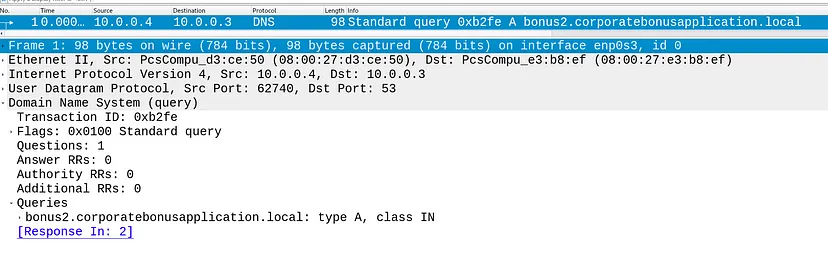 No. Time Source Destination Protocol Length Info
1 0.000… 10.0.0.4 10.0.0.3 DNS 98 Standard query 0xb2fe A bonus2.corporatebonusapplication.local
Frame 1: 98 bytes on wire (784 bits), 98 bytes captured (784 bits) on interface enp0s3, id 0
Ethernet II, Src: PcsCompu_d3:ce:50 (08:00:27:d3:ce:50), Dst: PcsCompu_e3:b8:ef (08:00:27:e3:b8:ef)
Internet Protocol Version 4, Src: 10.0.0.4, Dst: 10.0.0.3
User Datagram Protocol, Src Port: 62740, Dst Port: 53
Domain Name System (query)
Transaction ID: 0xb2fe
Flags: 0x0100 Standard query
Questions: 1
Answer RRs: 0
Authority RRs: 0
Additional RRs: 0
Queries
bonus2.corporatebonusapplication.local: type A, class IN
[Response In: 2]